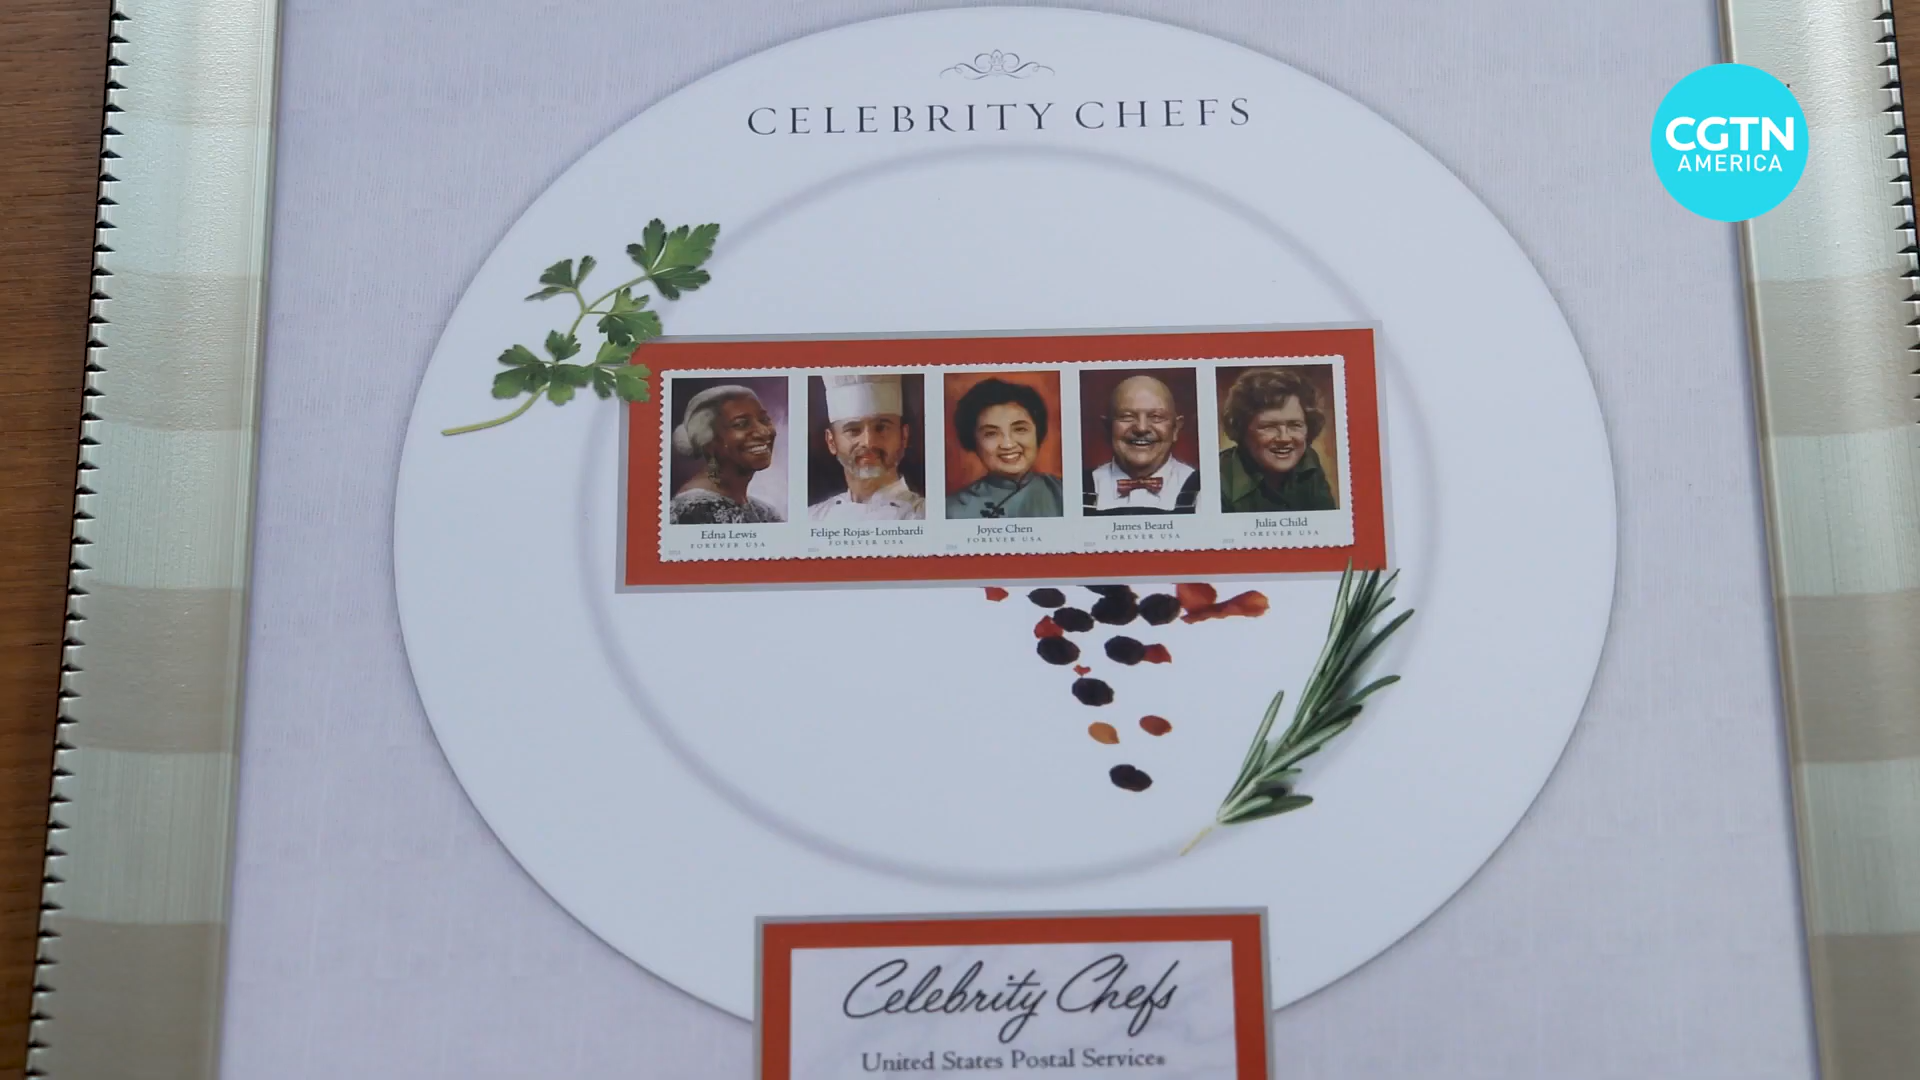 CELEBRITY CHEFS
CGTN
AMERICA
Edna Lewis
FOREVER USA
Felipe Rojas-Lombardi
FOREVER USA
Joyce Chen
FOREVER USA
James Beard
FOREVER USA
Julia Child
FOREVER USA
Celebrity Chefs
United States Postal Service®